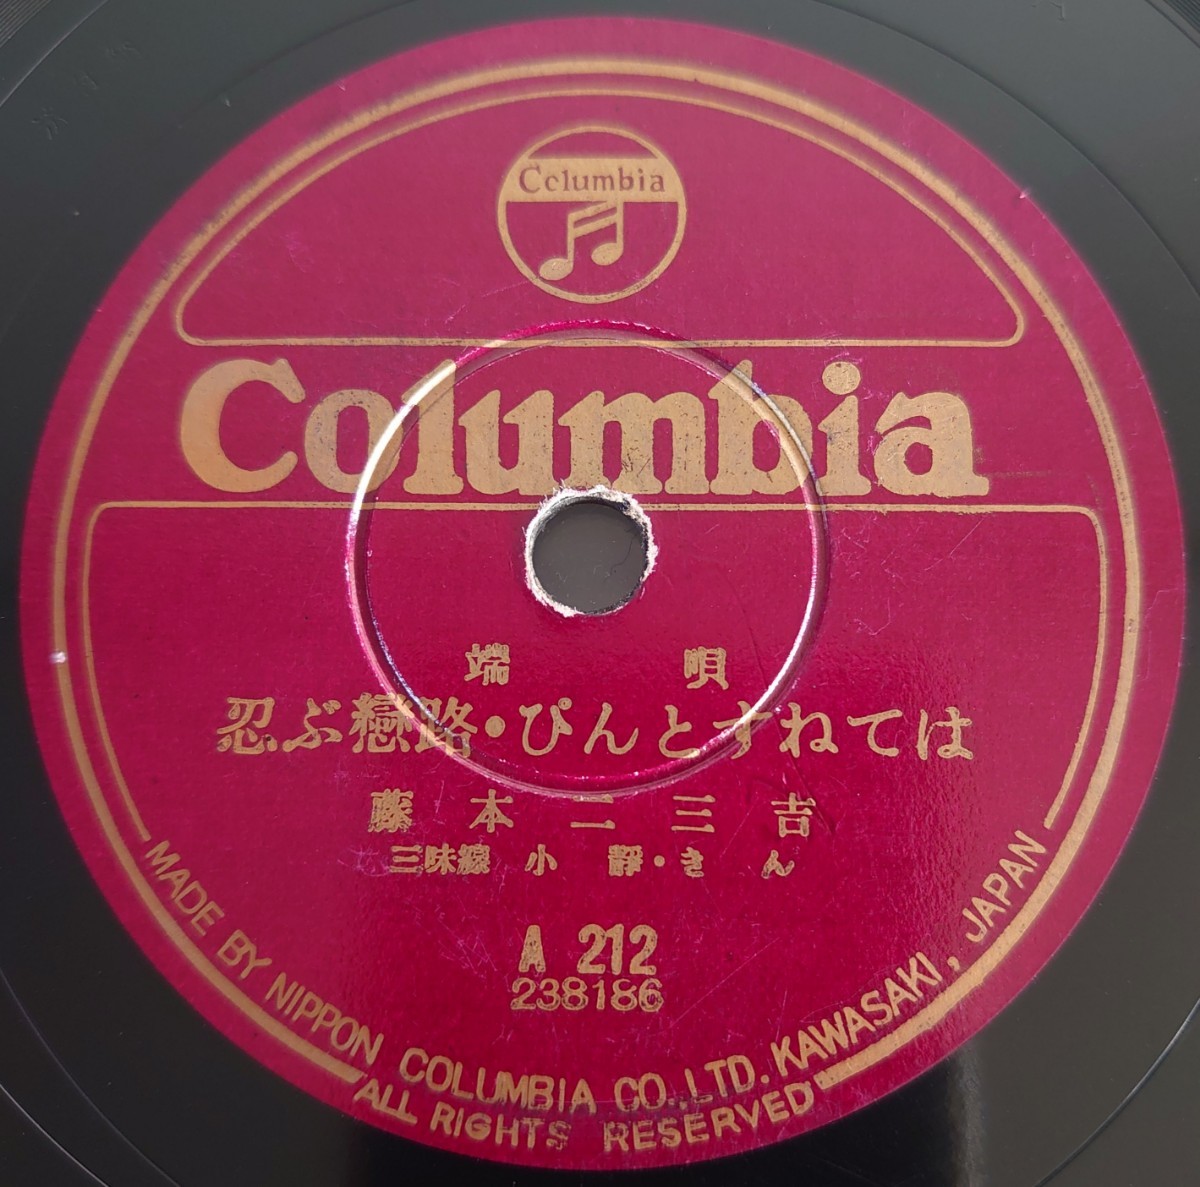 Columbia
Columbia
端唄
忍ぶ戀路・ぴんとすねては
藤本二三吉
三味線 小静・きん
A 212
238186
MADE BY NIPPON COLUMBIA CO., LTD. KAWASAKI, JAPAN
ALL RIGHTS RESERVED